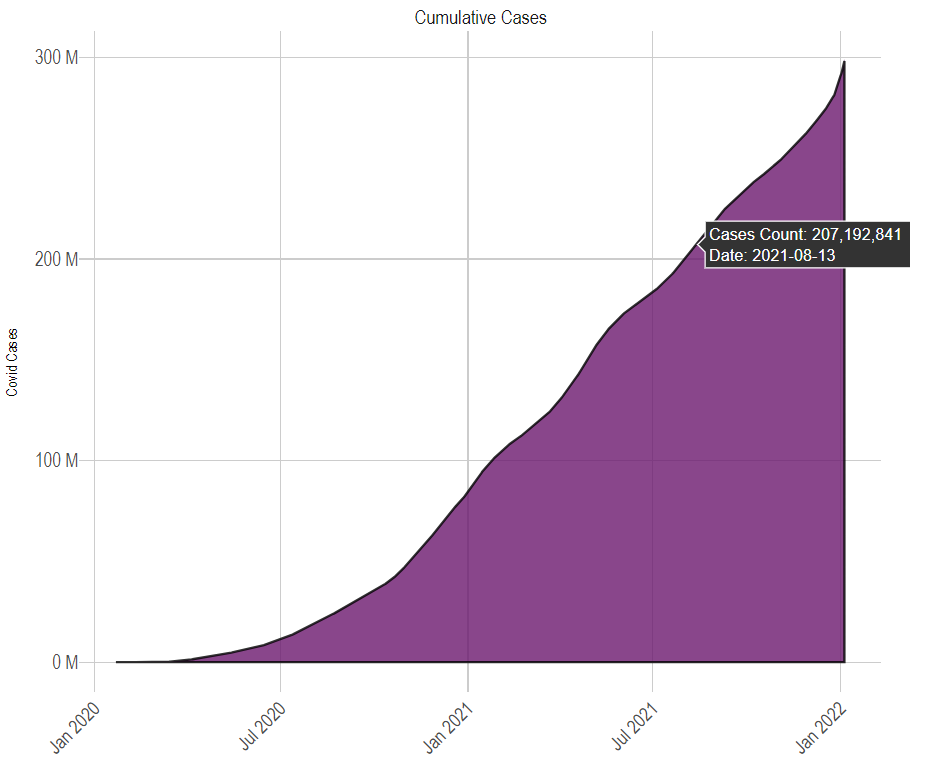 Cumulative Cases
300 M
200 M
100 M
0 M
Covid Cases
Cases Count: 207,192,841
Date: 2021-08-13
Jan 2020
Jul 2020
Jan 2021
Jul 2021
Jan 2022